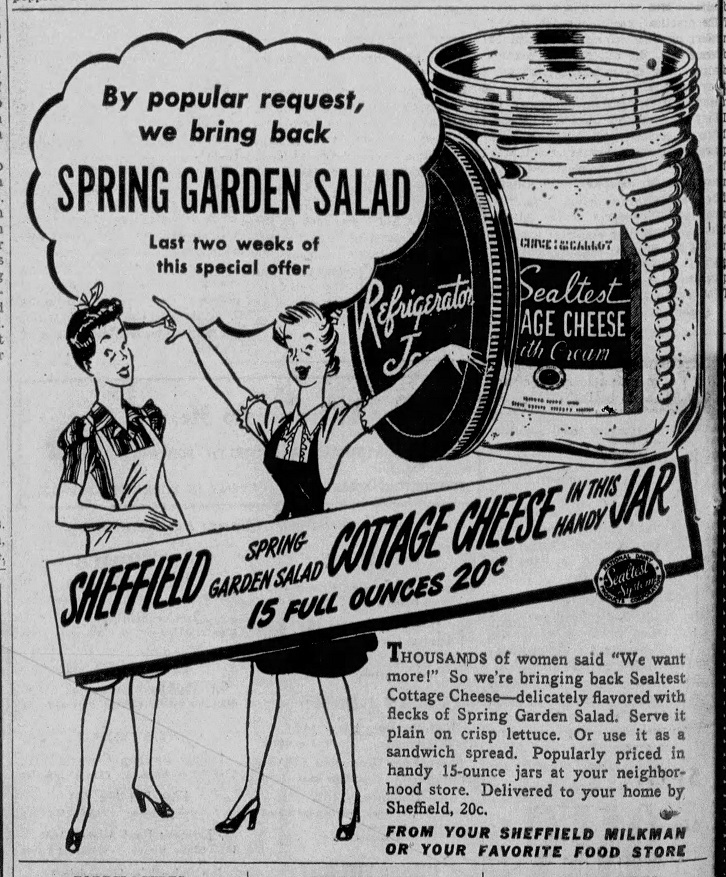 By popular request,
we bring back
SPRING GARDEN SALAD
Last two weeks of
this special offer
Refrigerator
Sealtest
AGE CHEESE
ith Cream
SHEFFIELD SPRING GARDEN SALAD COTTAGE CHEESE IN THIS HANDY JAR
15 FULL OUNCES 20¢
NATIONAL DAIRY
Sealtest
System
THOUSANDS of women said "We want
more!" So we're bringing back Sealtest
Cottage Cheese—delicately flavored with
flecks of Spring Garden Salad. Serve it
plain on crisp lettuce. Or use it as a
sandwich spread. Popularly priced in
handy 15-ounce jars at your neighbor-
hood store. Delivered to your home by
Sheffield, 20c.
FROM YOUR SHEFFIELD MILKMAN
OR YOUR FAVORITE FOOD STORE